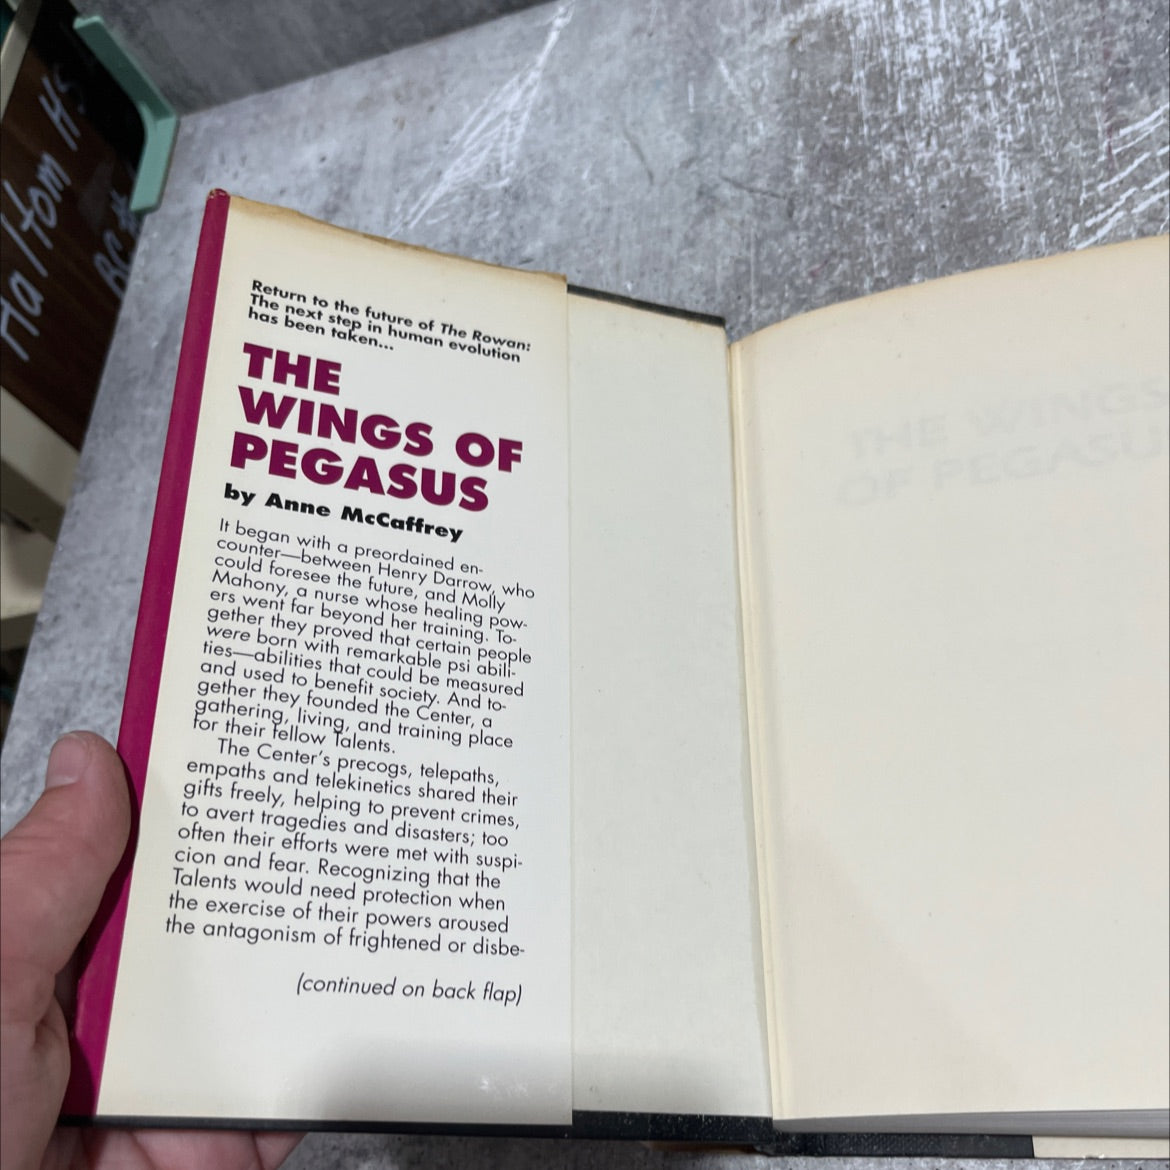 Haltom HS
BC
Return to the future of The Rowan:
The next step in human evolution
has been taken...
THE
WINGS OF
PEGASUS
by Anne McCaffrey
It began with a preordained en-
counter—between Henry Darrow, who
could foresee the future, and Molly
Mahony, a nurse whose healing pow-
ers went far beyond her training. To-
gether they proved that certain people
were born with remarkable psi abili-
ties—abilities that could be measured
and used to benefit society. And to-
gether they founded the Center, a
gathering, living, and training place
for their fellow Talents.
The Center's precogs, telepaths,
empaths and telekinetics shared their
gifts freely, helping to prevent crimes,
to avert tragedies and disasters; too
often their efforts were met with suspi-
cion and fear. Recognizing that the
Talents would need protection when
the exercise of their powers aroused
the antagonism of frightened or disbe-
(continued on back flap)
THE WINGS
OF PEGASU